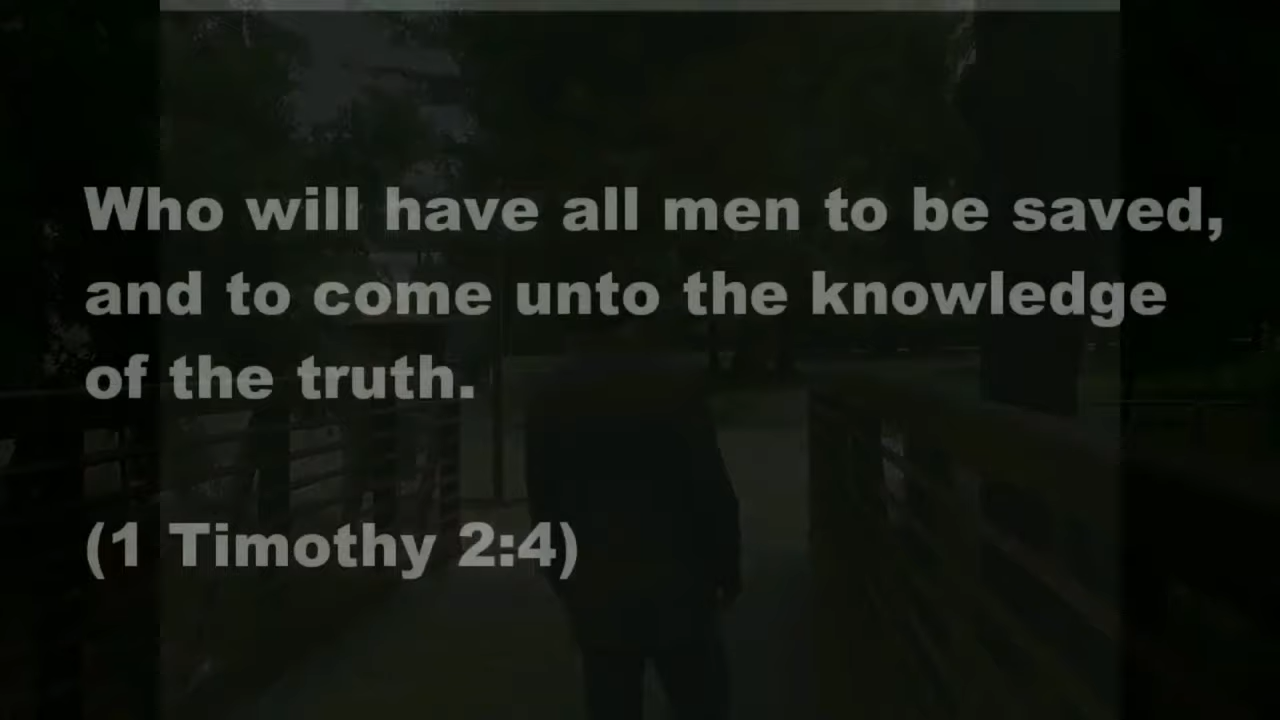 Who will have all men to be saved,
and to come unto the knowledge
of the truth.
(1 Timothy 2:4)